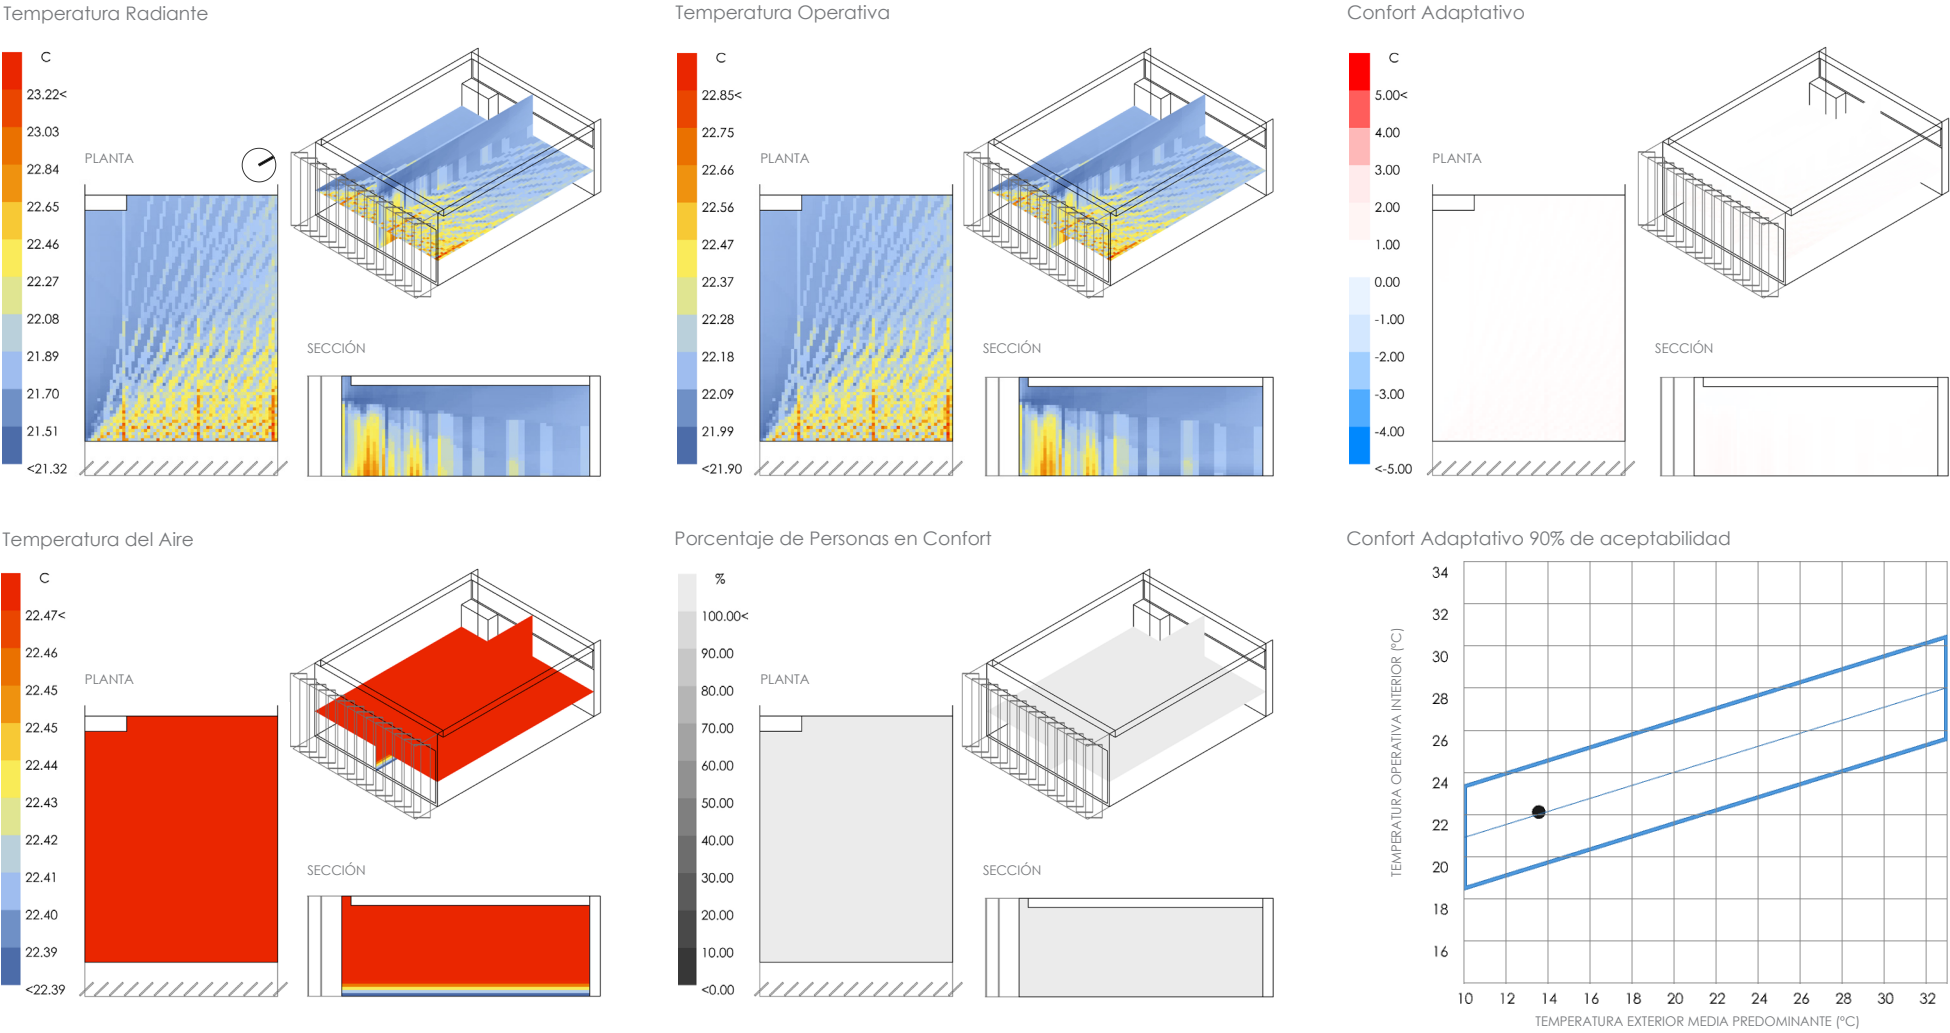 Temperatura Radiante
C
23.22<
23.03
22.84
22.65
22.46
22.27
22.08
21.89
21.70
21.51
<21.32
PLANTA
SECCIÓN
Temperatura Operativa
C
22.85<
22.75
22.66
22.56
22.47
22.37
22.28
22.18
22.09
21.99
<21.90
PLANTA
SECCIÓN
Confort Adaptativo
C
5.00<
4.00
3.00
2.00
1.00
0.00
-1.00
-2.00
-3.00
-4.00
<-5.00
PLANTA
SECCIÓN
Temperatura del Aire
C
22.47<
22.46
22.45
22.45
22.44
22.43
22.42
22.41
22.40
22.39
<22.39
PLANTA
SECCIÓN
Porcentaje de Personas en Confort
%
100.00<
90.00
80.00
70.00
60.00
50.00
40.00
30.00
20.00
10.00
<0.00
PLANTA
SECCIÓN
Confort Adaptativo 90% de aceptabilidad
TEMPERATURA OPERATIVA INTERIOR (ºC)
34
32
30
28
26
24
22
20
18
16
10 12 14 16 18 20 22 24 26 28 30 32
TEMPERATURA EXTERIOR MEDIA PREDOMINANTE (ºC)